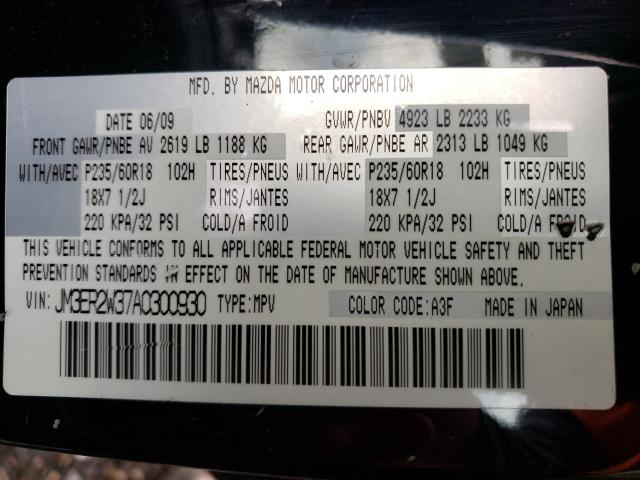 MFD. BY MAZDA MOTOR CORPORATION
DATE 06/09 GVWR/PNBV 4923 LB 2233 KG
FRONT GAWR/PNBE AV 2619 LB 1188 KG REAR GAWR/PNBE AR 2313 LB 1049 KG
WITH/AVEC P235/60R18 102H TIRES/PNEUS WITH/AVEC P235/60R18 102H TIRES/PNEUS
18X7 1/2J RIMS/JANTES 18X7 1/2J RIMS/JANTES
220 KPA/32 PSI COLD/A FROID 220 KPA/32 PSI COLD/A FROID
THIS VEHICLE CONFORMS TO ALL APPLICABLE FEDERAL MOTOR VEHICLE SAFETY AND THEFT
PREVENTION STANDARDS IN EFFECT ON THE DATE OF MANUFACTURE SHOWN ABOVE.
VIN: JM3ER2W37A0300930 TYPE:MPV COLOR CODE:A3F MADE IN JAPAN